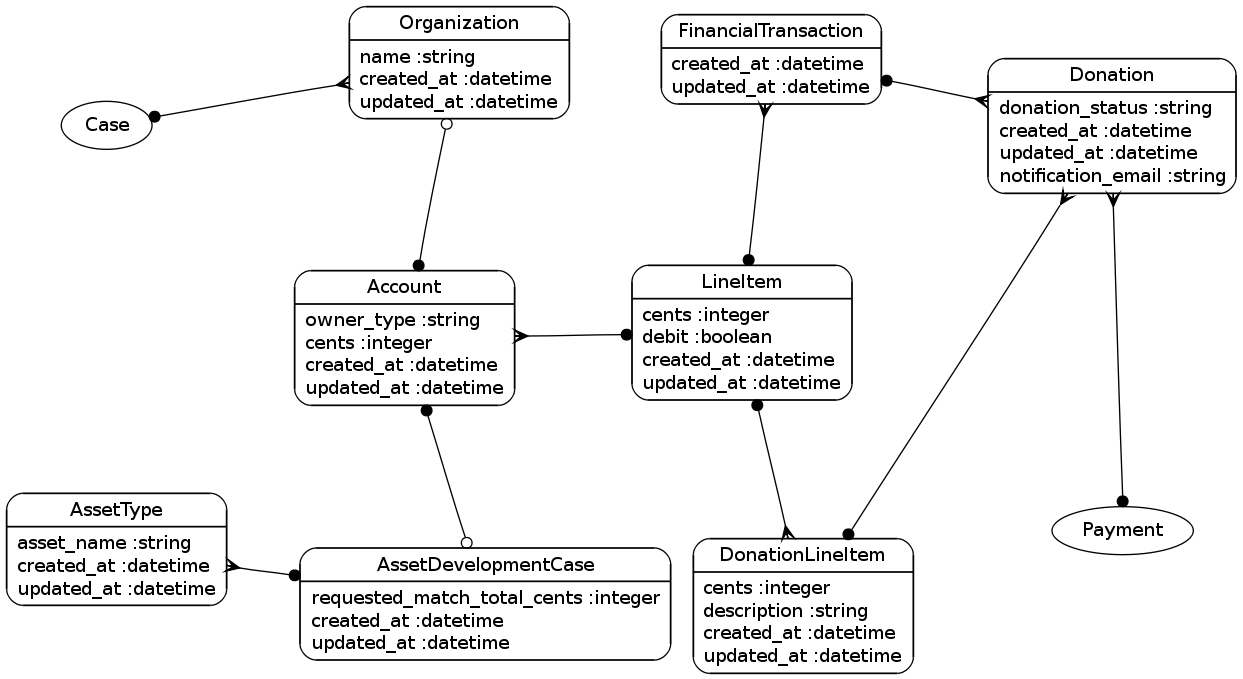 Organization
name :string
created_at :datetime
updated_at :datetime
FinancialTransaction
created_at :datetime
updated_at :datetime
Donation
donation_status :string
created_at :datetime
updated_at :datetime
notification_email :string
Case
Account
owner_type :string
cents :integer
created_at :datetime
updated_at :datetime
LineItem
cents :integer
debit :boolean
created_at :datetime
updated_at :datetime
AssetType
asset_name :string
created_at :datetime
updated_at :datetime
AssetDevelopmentCase
requested_match_total_cents :integer
created_at :datetime
updated_at :datetime
DonationLineItem
cents :integer
description :string
created_at :datetime
updated_at :datetime
Payment